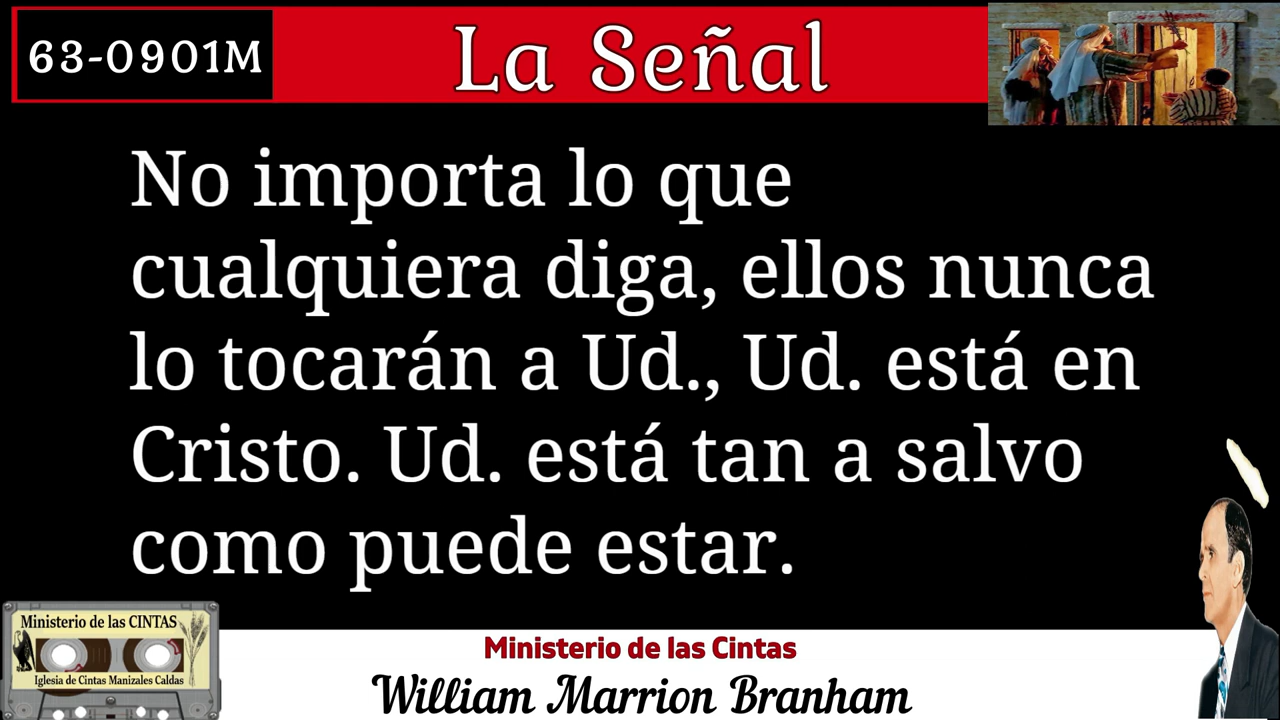 63-0901M
La Señal
No importa lo que
cualquiera diga, ellos nunca
lo tocarán a Ud., Ud. está en
Cristo. Ud. está tan a salvo
como puede estar.
Ministerio de las CINTAS
Iglesia de Cintas Manizales Caldas
Ministerio de las Cintas
William Marrion Branham